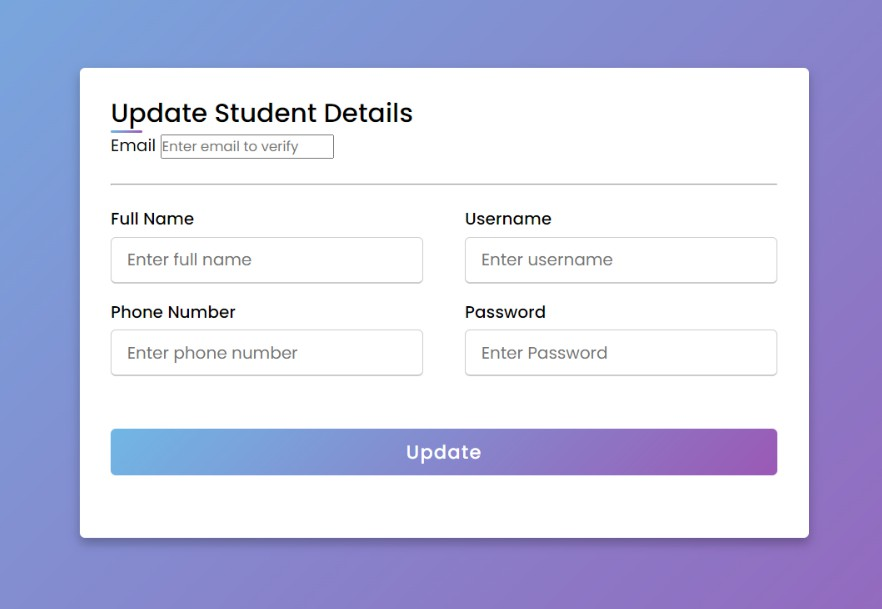 Update Student Details
Email Enter email to verify
Full Name Username
Enter full name Enter username
Phone Number Password
Enter phone number Enter Password
Update